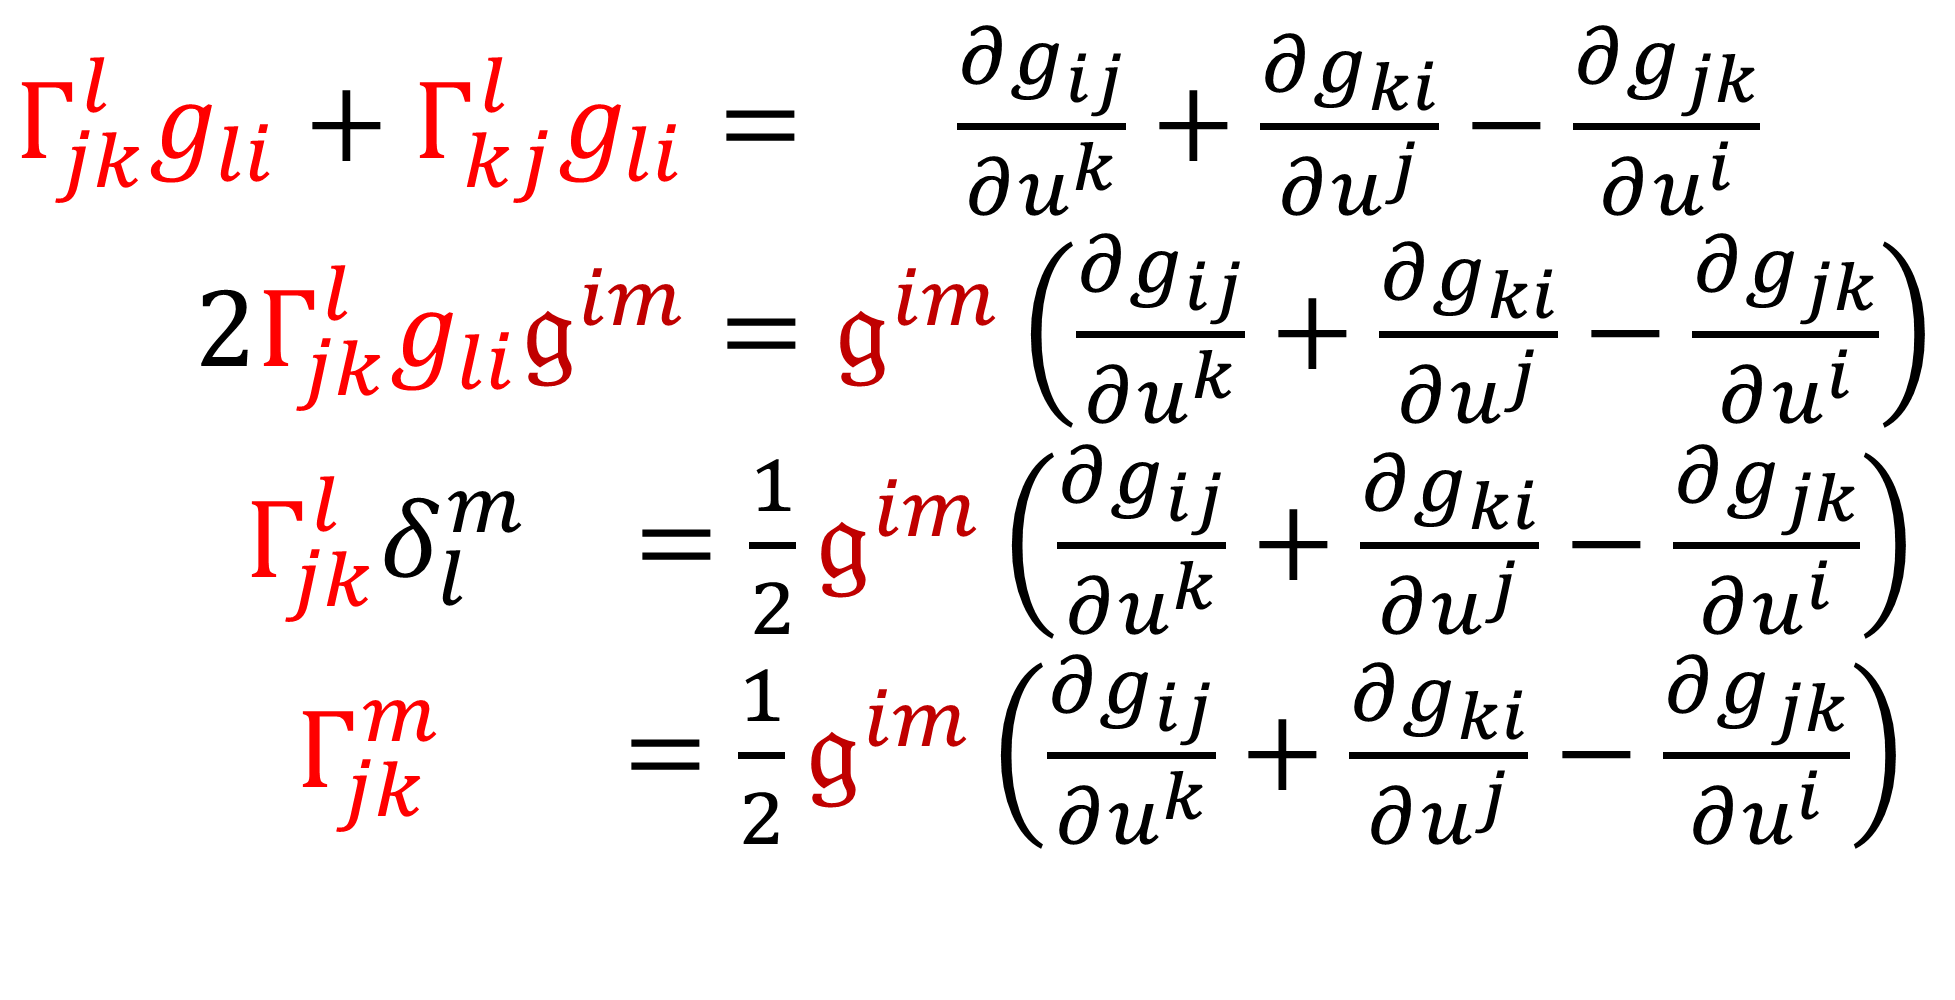 Γ^l_{jk} g_{li} + Γ^l_{kj} g_{li} = ∂g_{ij}/∂u^k + ∂g_{ki}/∂u^j − ∂g_{jk}/∂u^i
2Γ^l_{jk} g_{li} 𝔤^{im} = 𝔤^{im} (∂g_{ij}/∂u^k + ∂g_{ki}/∂u^j − ∂g_{jk}/∂u^i)
Γ^l_{jk} δ^m_l = 1/2 𝔤^{im} (∂g_{ij}/∂u^k + ∂g_{ki}/∂u^j − ∂g_{jk}/∂u^i)
Γ^m_{jk} = 1/2 𝔤^{im} (∂g_{ij}/∂u^k + ∂g_{ki}/∂u^j − ∂g_{jk}/∂u^i)